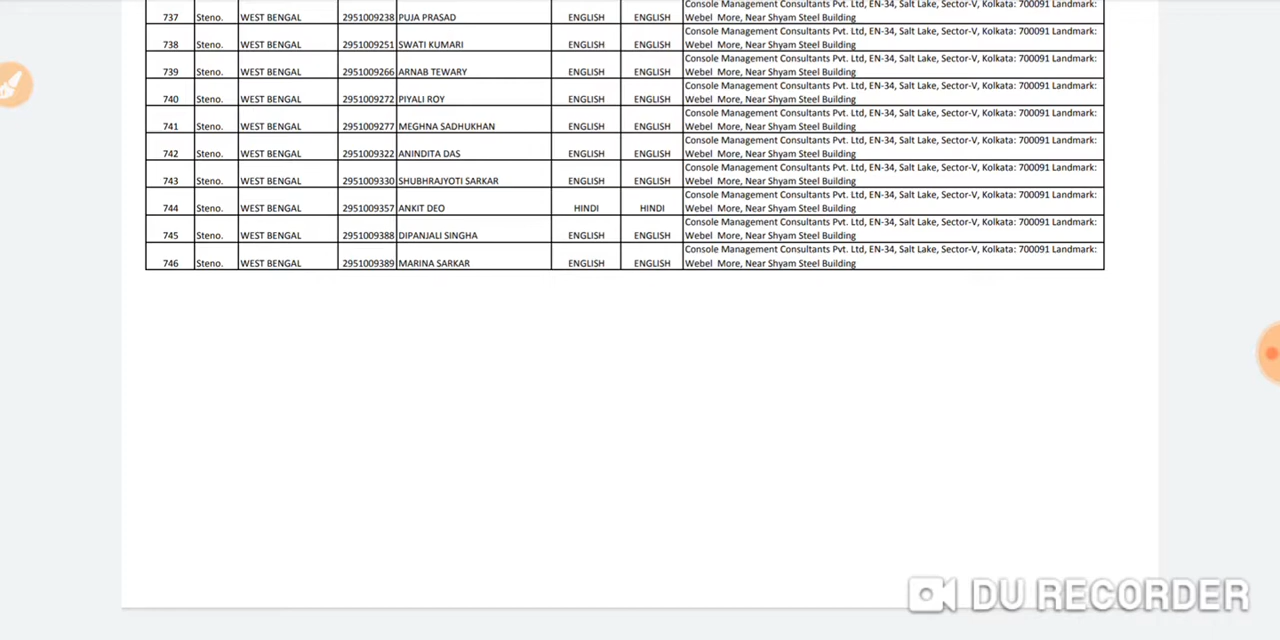 Console Management Consultants Pvt. Ltd, EN-34, Salt Lake, Sector-V, Kolkata: 700091 Landmark:
737 Steno. WEST BENGAL 2951009238 PUJA PRASAD ENGLISH ENGLISH Webel More, Near Shyam Steel Building
Console Management Consultants Pvt. Ltd, EN-34, Salt Lake, Sector-V, Kolkata: 700091 Landmark:
738 Steno. WEST BENGAL 2951009251 SWATI KUMARI ENGLISH ENGLISH Webel More, Near Shyam Steel Building
Console Management Consultants Pvt. Ltd, EN-34, Salt Lake, Sector-V, Kolkata: 700091 Landmark:
739 Steno. WEST BENGAL 2951009266 ARNAB TEWARY ENGLISH ENGLISH Webel More, Near Shyam Steel Building
Console Management Consultants Pvt. Ltd, EN-34, Salt Lake, Sector-V, Kolkata: 700091 Landmark:
740 Steno. WEST BENGAL 2951009272 PIYALI ROY ENGLISH ENGLISH Webel More, Near Shyam Steel Building
Console Management Consultants Pvt. Ltd, EN-34, Salt Lake, Sector-V, Kolkata: 700091 Landmark:
741 Steno. WEST BENGAL 2951009277 MEGHNA SADHUKHAN ENGLISH ENGLISH Webel More, Near Shyam Steel Building
Console Management Consultants Pvt. Ltd, EN-34, Salt Lake, Sector-V, Kolkata: 700091 Landmark:
742 Steno. WEST BENGAL 2951009322 ANINDITA DAS ENGLISH ENGLISH Webel More, Near Shyam Steel Building
Console Management Consultants Pvt. Ltd, EN-34, Salt Lake, Sector-V, Kolkata: 700091 Landmark:
743 Steno. WEST BENGAL 2951009330 SHUBHRAJYOTI SARKAR ENGLISH ENGLISH Webel More, Near Shyam Steel Building
Console Management Consultants Pvt. Ltd, EN-34, Salt Lake, Sector-V, Kolkata: 700091 Landmark:
744 Steno. WEST BENGAL 2951009357 ANKIT DEO HINDI HINDI Webel More, Near Shyam Steel Building
Console Management Consultants Pvt. Ltd, EN-34, Salt Lake, Sector-V, Kolkata: 700091 Landmark:
745 Steno. WEST BENGAL 2951009388 DIPANJALI SINGHA ENGLISH ENGLISH Webel More, Near Shyam Steel Building
Console Management Consultants Pvt. Ltd, EN-34, Salt Lake, Sector-V, Kolkata: 700091 Landmark:
746 Steno. WEST BENGAL 2951009389 MARINA SARKAR ENGLISH ENGLISH Webel More, Near Shyam Steel Building
DU RECORDER